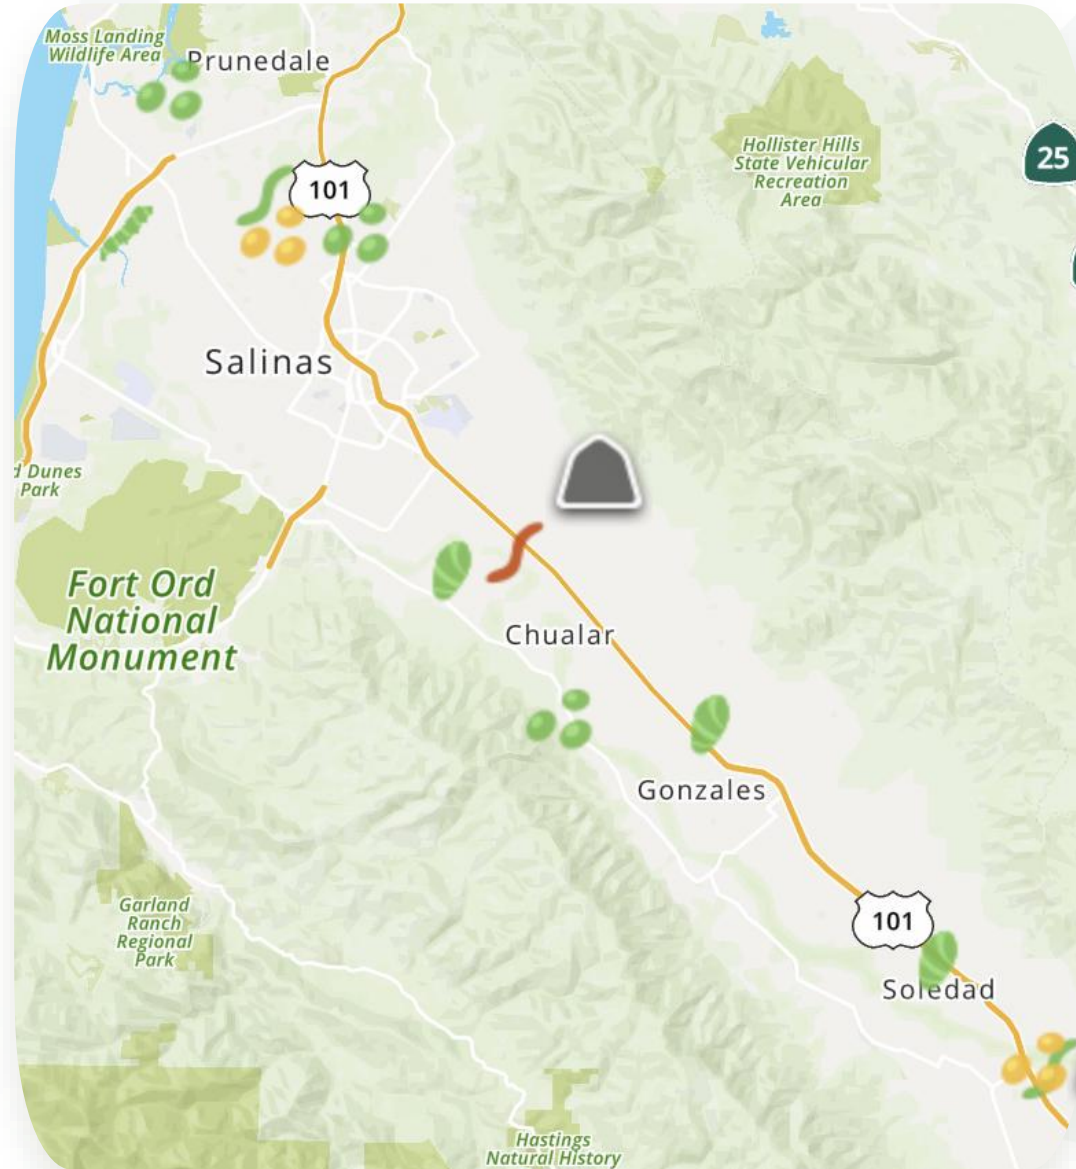 Moss Landing
Wildlife Area
Prunedale
Hollister Hills
State Vehicular
Recreation
Area
25
101
Salinas
d Dunes
Park
Fort Ord
National
Monument
Chualar
Gonzales
Garland
Ranch
Regional
Park
101
Soledad
Hastings
Natural History